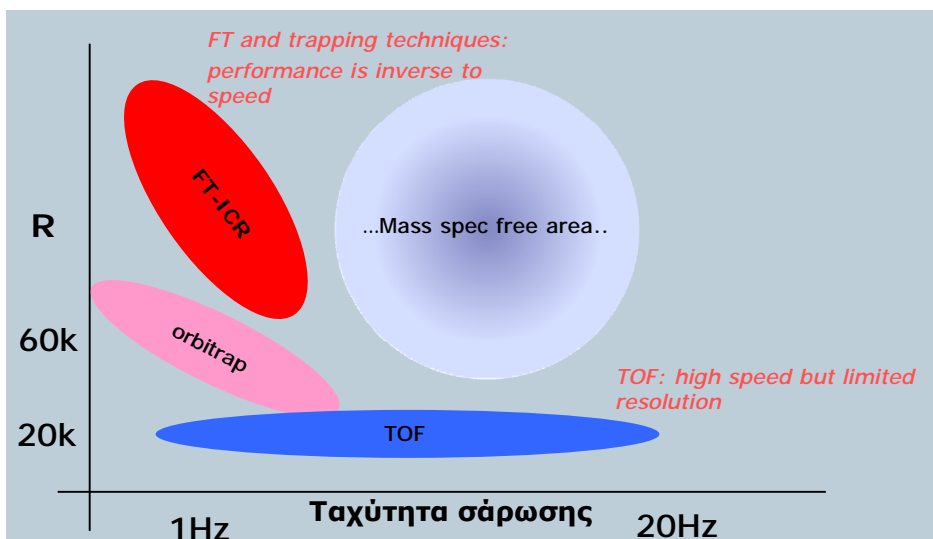 FT and trapping techniques:
performance is inverse to
speed
FT-ICR
...Mass spec free area..
R
orbitrap
60k
TOF: high speed but limited
resolution
TOF
20k
Ταχύτητα σάρωσης
1Hz
20Hz